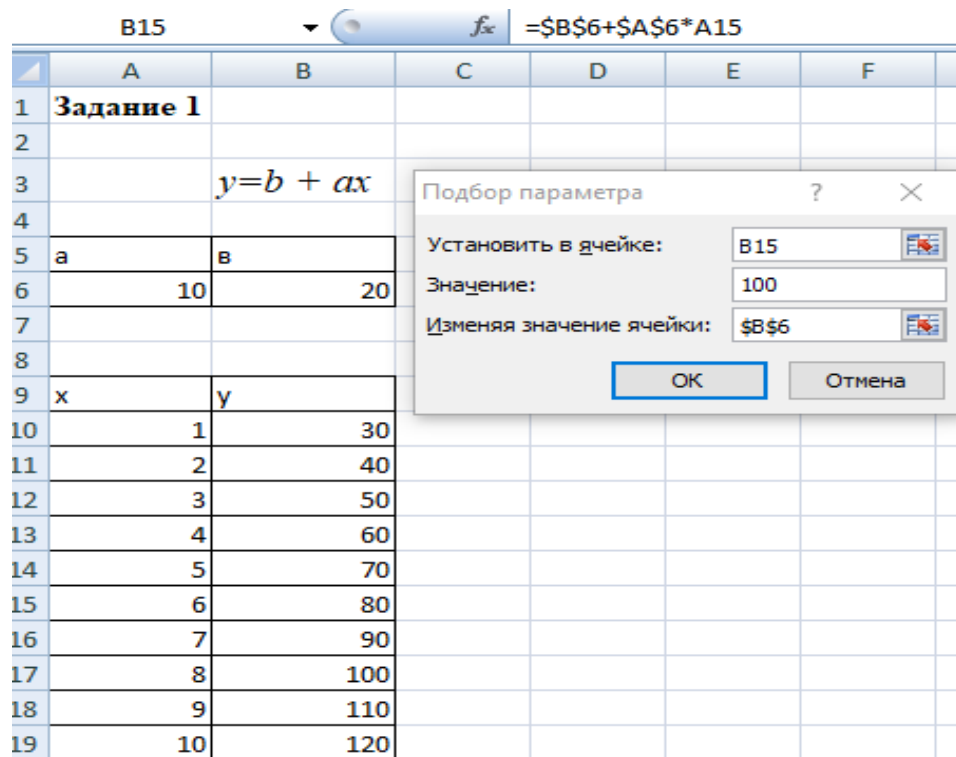 B15 fx =$B$6+$A$6*A15
A B C D E F
1 Задание 1
2
3 y=b + ax
4
5 а в
6 10 20
7
8
9 x y
10 1 30
11 2 40
12 3 50
13 4 60
14 5 70
15 6 80
16 7 90
17 8 100
18 9 110
19 10 120
Подбор параметра ? ×
Установить в ячейке: B15
Значение: 100
Изменяя значение ячейки: $B$6
ОК Отмена